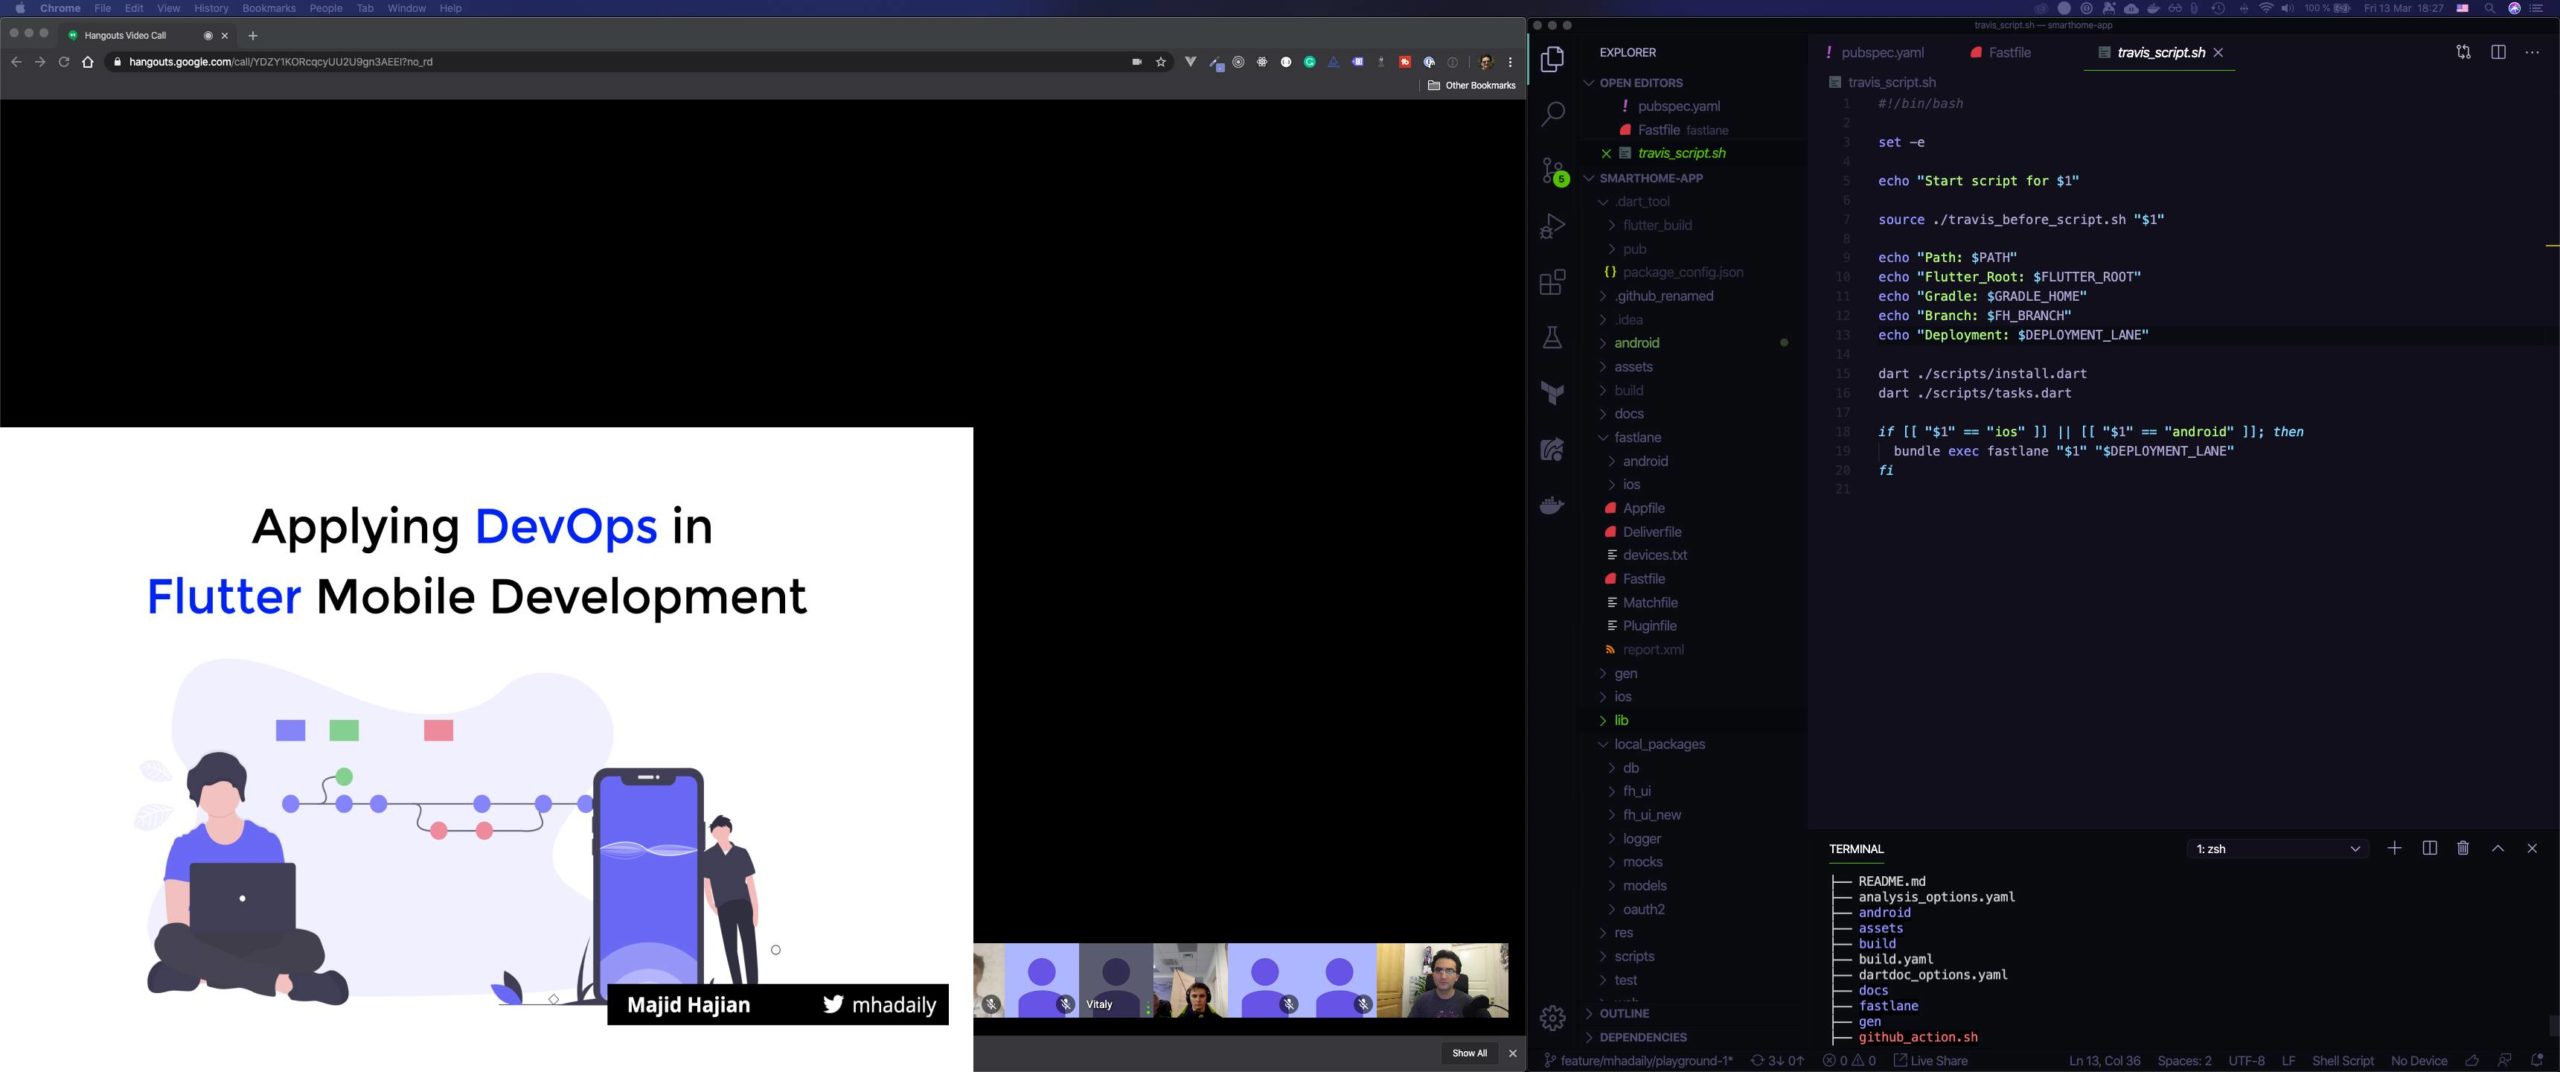 Chrome File Edit View History Bookmarks People Tab Window Help
100 % Fri 13 Mar 18:27
Hangouts Video Call
hangouts.google.com/call/YDZY1KORcqcyUU2U9gn3AEEI?no_rd
Other Bookmarks
Applying DevOps in
Flutter Mobile Development
Majid Hajian mhadaily
Vitaly
Show All
travis_script.sh — smarthome-app
EXPLORER
OPEN EDITORS
! pubspec.yaml
Fastfile fastlane
travis_script.sh
5
SMARTHOME-APP
.dart_tool
flutter_build
pub
{} package_config.json
.github_renamed
.idea
android
assets
build
docs
fastlane
android
ios
Appfile
Deliverfile
devices.txt
Fastfile
Matchfile
Pluginfile
report.xml
gen
ios
lib
local_packages
db
fh_ui
fh_ui_new
logger
mocks
models
oauth2
res
scripts
test
OUTLINE
DEPENDENCIES
! pubspec.yaml Fastfile travis_script.sh
travis_script.sh
1 #!/bin/bash
2
3 set -e
4
5 echo "Start script for $1"
6
7 source ./travis_before_script.sh "$1"
8
9 echo "Path: $PATH"
10 echo "Flutter_Root: $FLUTTER_ROOT"
11 echo "Gradle: $GRADLE_HOME"
12 echo "Branch: $FH_BRANCH"
13 echo "Deployment: $DEPLOYMENT_LANE"
14
15 dart ./scripts/install.dart
16 dart ./scripts/tasks.dart
17
18 if [[ "$1" == "ios" ]] || [[ "$1" == "android" ]]; then
19 bundle exec fastlane "$1" "$DEPLOYMENT_LANE"
20 fi
21
TERMINAL 1: zsh
├── README.md
├── analysis_options.yaml
├── android
├── assets
├── build
├── build.yaml
├── dartdoc_options.yaml
├── docs
├── fastlane
├── gen
├── github_action.sh
feature/mhadaily/playground-1* 3↓ 0↑ 0 0 Live Share Ln 13, Col 36 Spaces: 2 UTF-8 LF Shell Script No Device